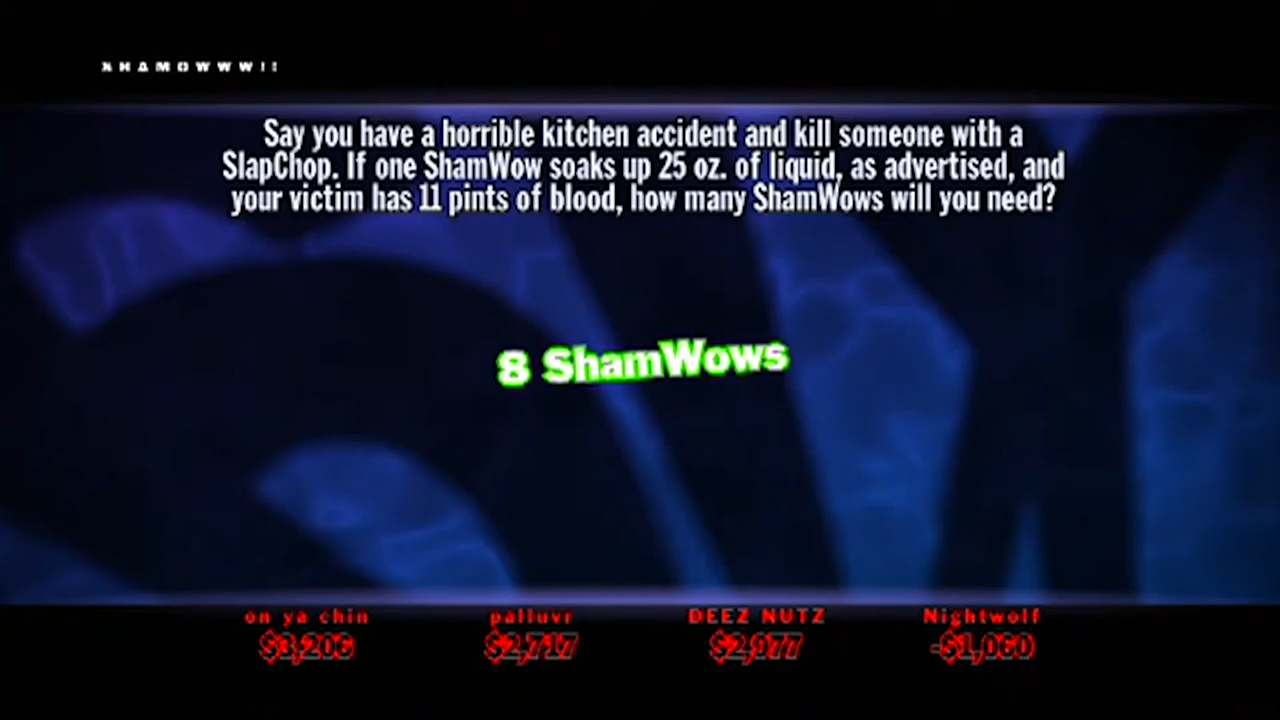 SHAMOWWW!!
Say you have a horrible kitchen accident and kill someone with a
SlapChop. If one ShamWow soaks up 25 oz. of liquid, as advertised, and
your victim has 11 pints of blood, how many ShamWows will you need?
8 ShamWows
on ya chin palluvr DEEZ NUTZ Nightwolf
$3,206 $2,717 $2,977 -$1,060